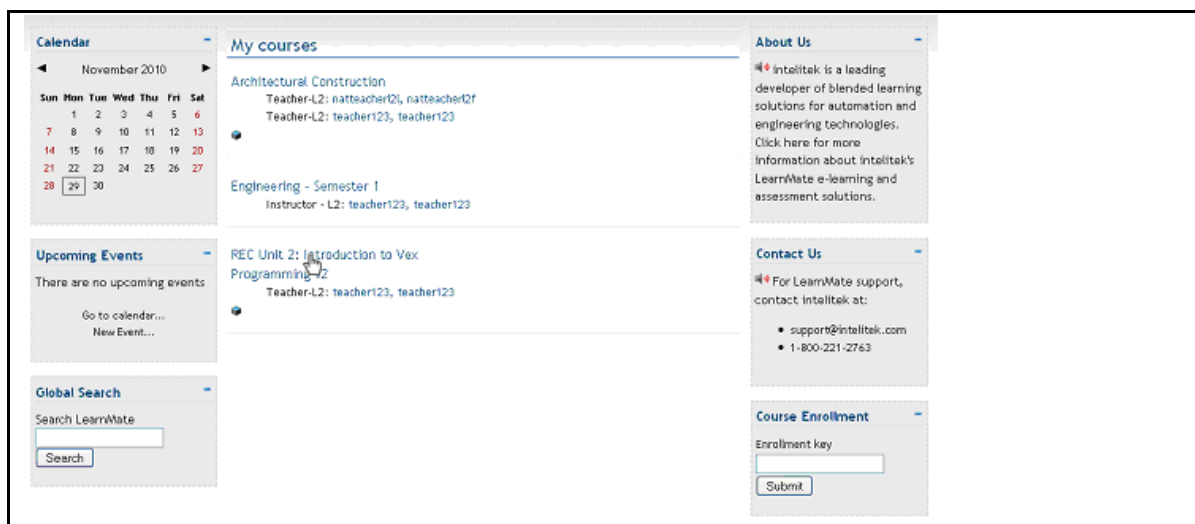 Calendar
November 2010
Sun Mon Tue Wed Thu Fri Sat
1 2 3 4 5 6
7 8 9 10 11 12 13
14 15 16 17 18 19 20
21 22 23 24 25 26 27
28 29 30
Upcoming Events
There are no upcoming events
Go to calendar...
New Event...
Global Search
Search LearnMate
Search
My courses
Architectural Construction
Teacher-L2: natteacherl2l, natteacherl2f
Teacher-L2: teacher123, teacher123
Engineering - Semester 1
Instructor - L2: teacher123, teacher123
REC Unit 2: Introduction to Vex
Programming V2
Teacher-L2: teacher123, teacher123
About Us
intelitek is a leading
developer of blended learning
solutions for automation and
engineering technologies.
Click here for more
information about intelitek's
LearnMate e-learning and
assessment solutions.
Contact Us
For LearnMate support,
contact intelitek at:
• support@intelitek.com
• 1-800-221-2763
Course Enrollment
Enrollment key
Submit